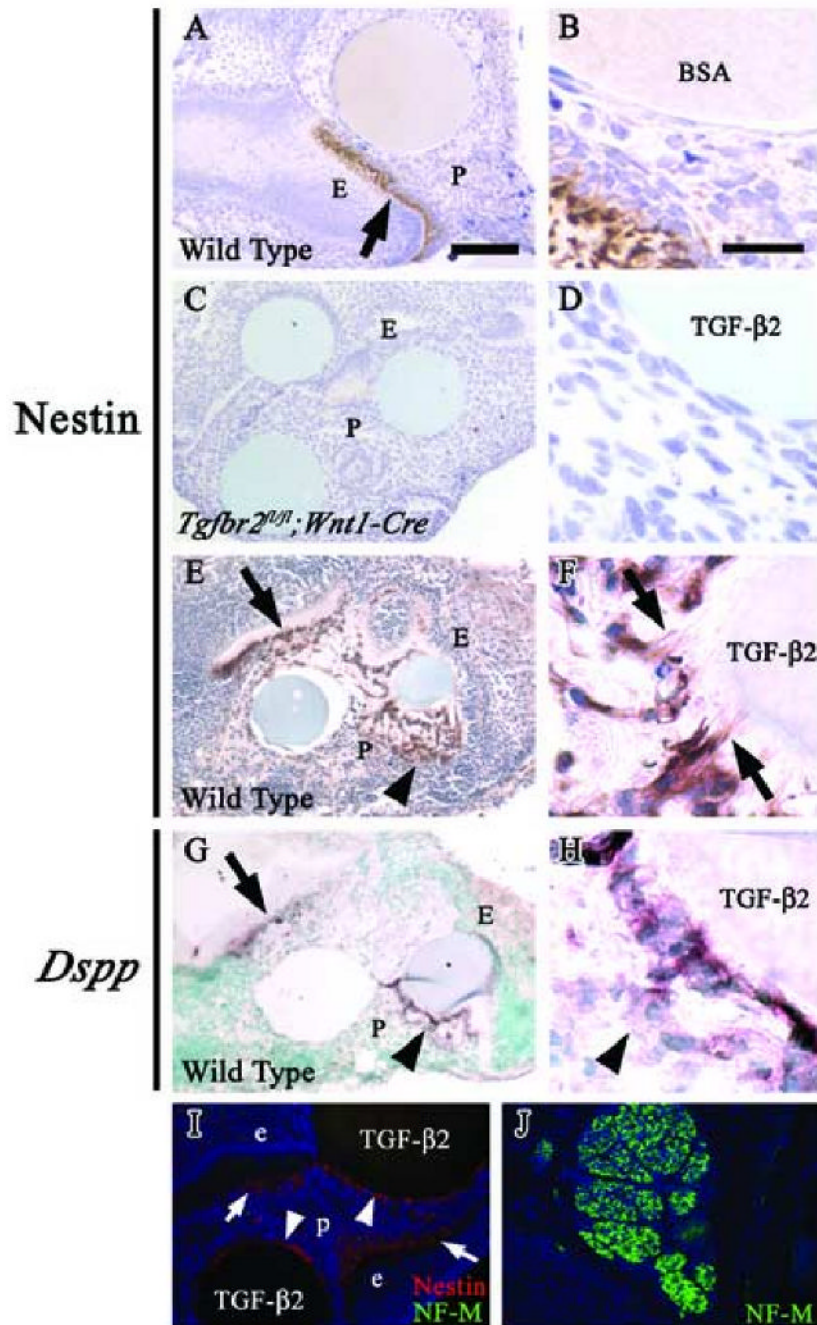 Nestin
Dspp
A
E
P
Wild Type
B
BSA
C
E
P
Tgfbr2fl/fl;Wnt1-Cre
D
TGF-β2
E
E
P
Wild Type
F
TGF-β2
G
E
P
Wild Type
H
TGF-β2
I
e
TGF-β2
p
e
TGF-β2
Nestin
NF-M
J
NF-M